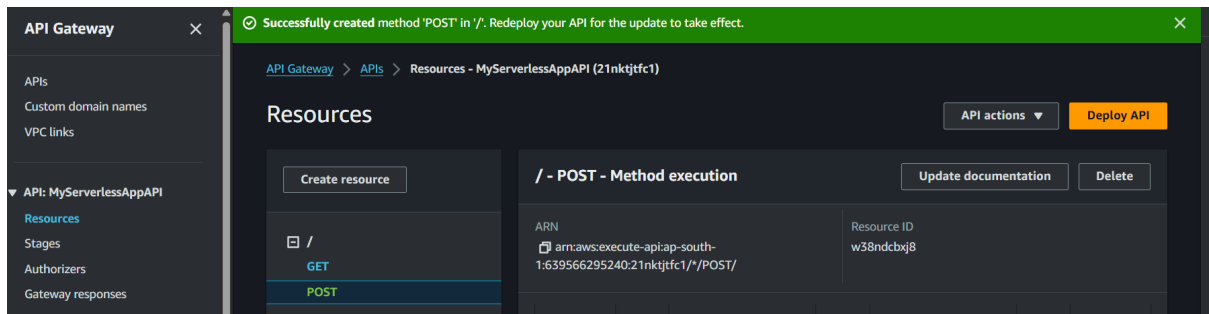 API Gateway
APIs
Custom domain names
VPC links
API: MyServerlessAppAPI
Resources
Stages
Authorizers
Gateway responses
Successfully created method 'POST' in '/'. Redeploy your API for the update to take effect.
API Gateway > APIs > Resources - MyServerlessAppAPI (21nktjtfc1)
Resources
API actions
Deploy API
Create resource
/
GET
POST
/ - POST - Method execution
Update documentation
Delete
ARN
arn:aws:execute-api:ap-south-
1:639566295240:21nktjtfc1/*/POST/
Resource ID
w38ndcbxj8